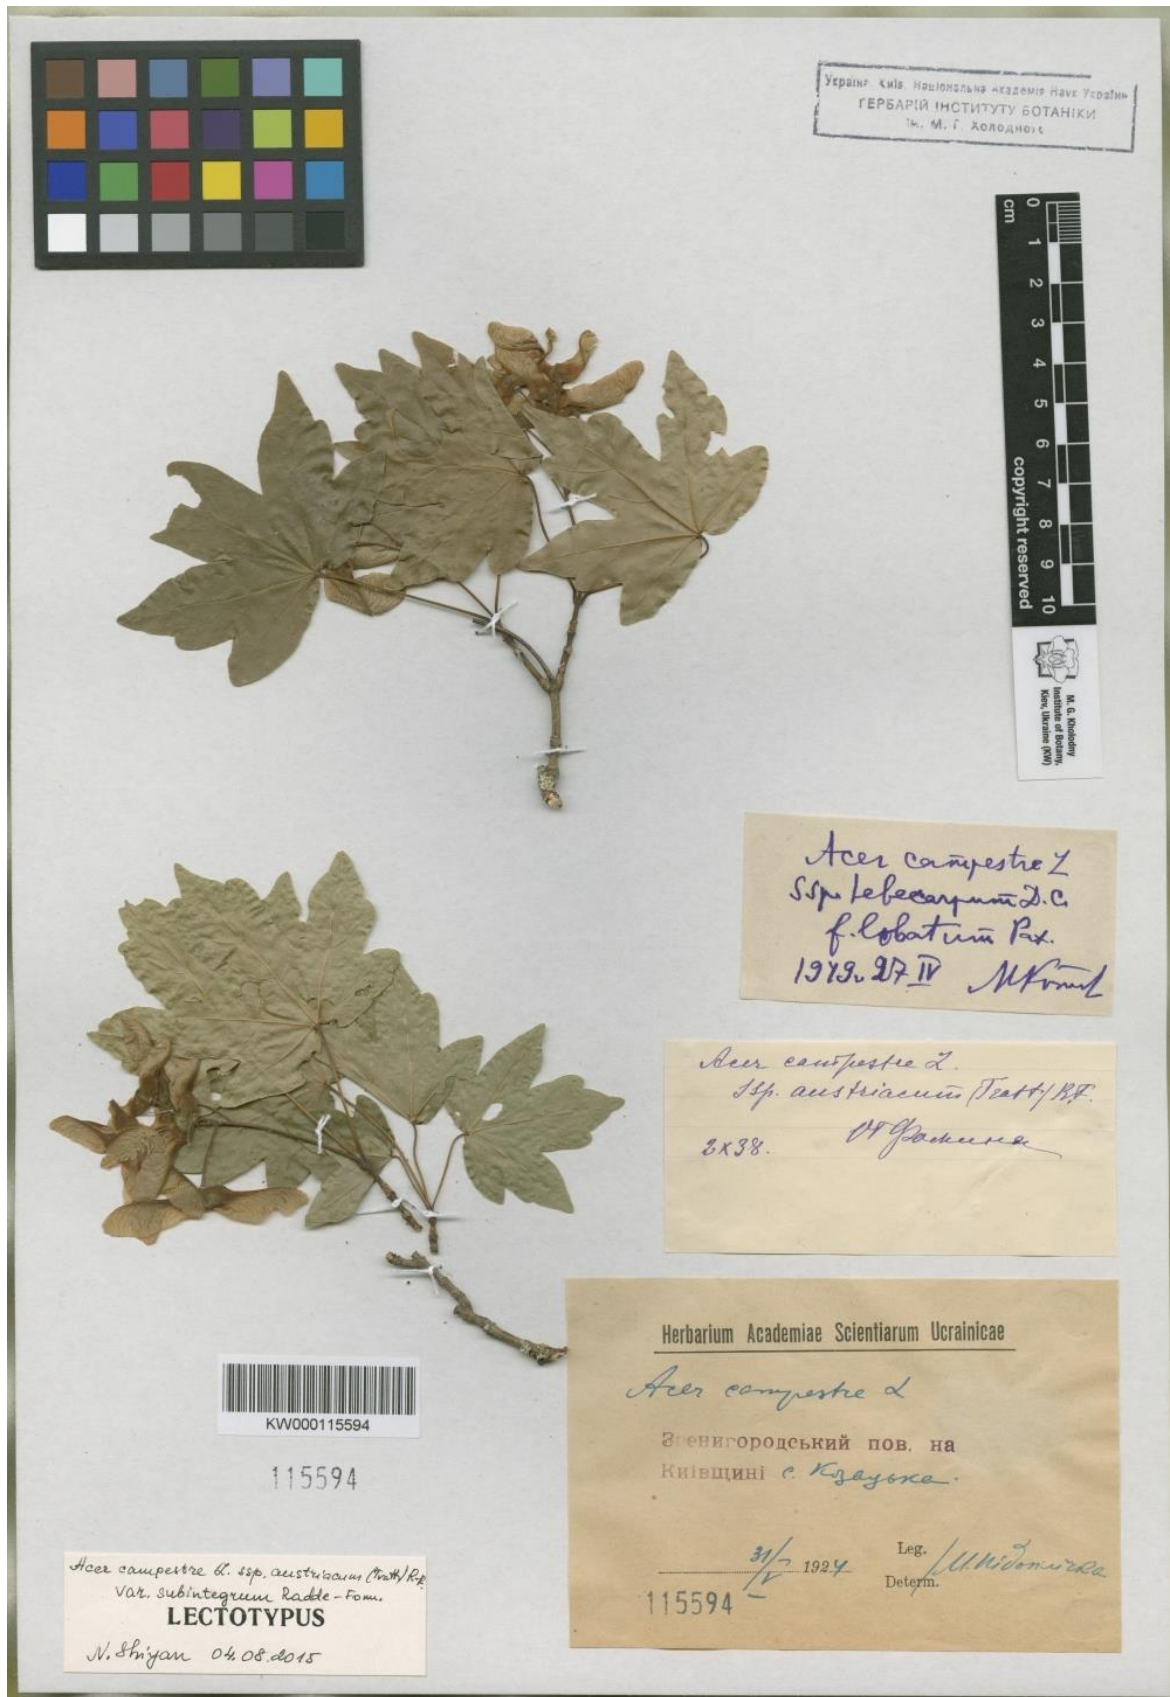 Україна, Київ, Національна Академія Наук України
ГЕРБАРІЙ ІНСТИТУТУ БОТАНІКИ
ім. М. Г. Холодного
cm 0 1 2 3 4 5 6 7 8 9 10
copyright reserved
M. G. Kholodny
Institute of Botany,
Kiev, Ukraine (KW)
Acer campestre L
ssp. lebecarpum D.C.
f. lobatum Pax.
27 IV
Acer campestre L.
ssp. austriacum (Tratt) R.F.
2 X 38.
Herbarium Academiae Scientiarum Ucrainicae
Acer campestre L
Звенигородський пов. на
Київщині с. Козацька.
31/V 1924
Leg.
Determ.
115594
KW000115594
115594
Acer campestre L. ssp. austriacum (Tratt) R.-F.
var. subintegrum Radde-Fom.
LECTOTYPUS
N. Shiyan 04.08.2015